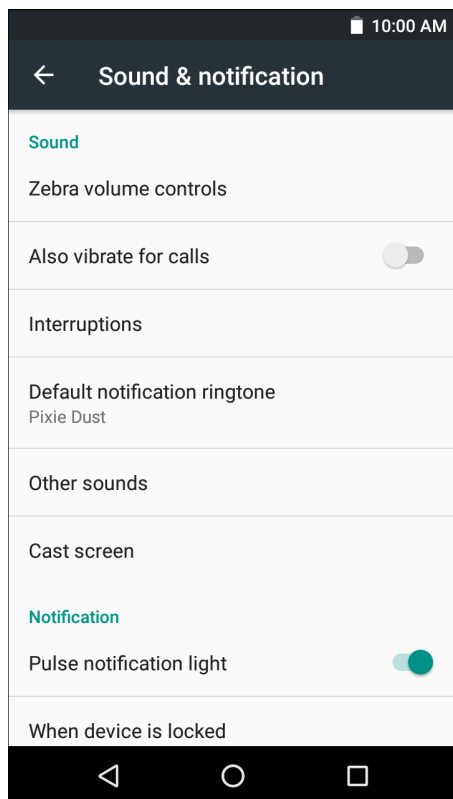 10:00 AM
Sound & notification
Sound
Zebra volume controls
Also vibrate for calls
Interruptions
Default notification ringtone
Pixie Dust
Other sounds
Cast screen
Notification
Pulse notification light
When device is locked